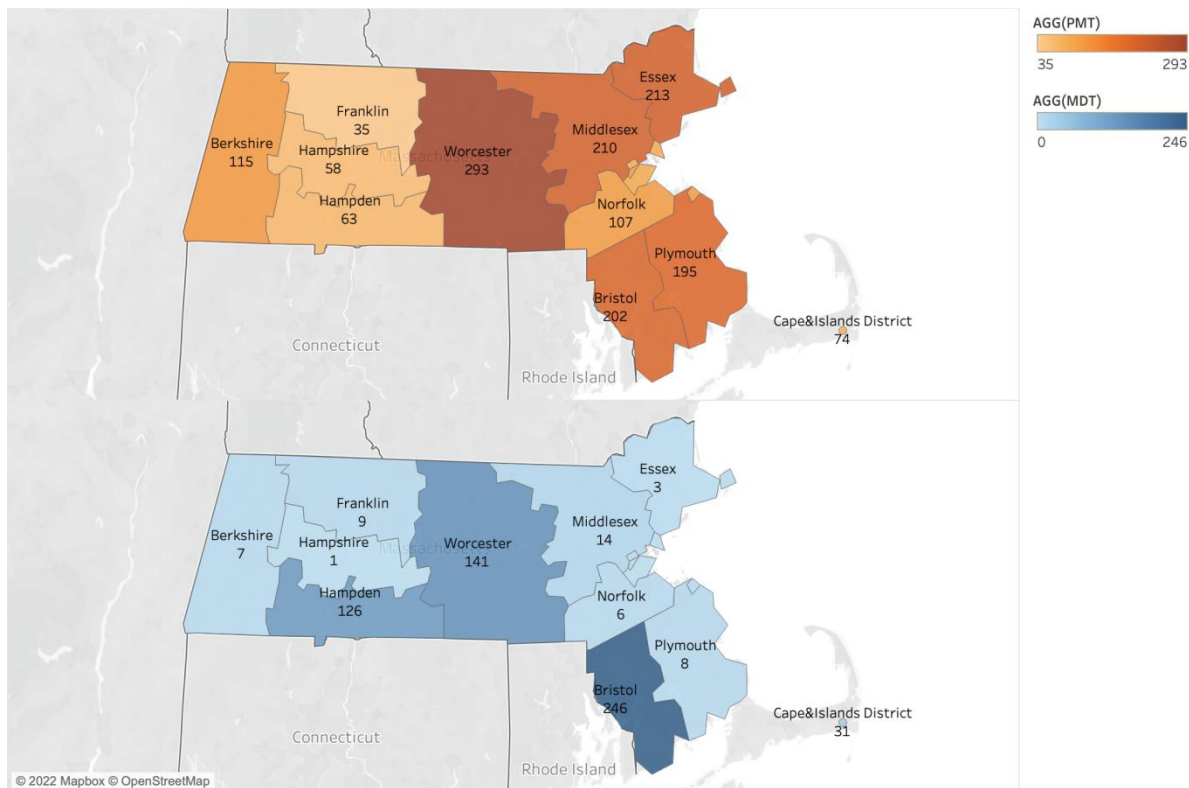 AGG(PMT)
35 293
AGG(MDT)
0 246
Essex
213
Franklin
35
Middlesex
210
Berkshire
115
Hampshire
58
Massachusetts
Worcester
293
Hampden
63
Norfolk
107
Plymouth
195
Bristol
202
Cape&Islands District
74
Connecticut
Rhode Island
Essex
3
Franklin
9
Middlesex
14
Berkshire
7
Hampshire
1
Massachusetts
Worcester
141
Hampden
126
Norfolk
6
Plymouth
8
Bristol
246
Cape&Islands District
31
Connecticut
Rhode Island
© 2022 Mapbox © OpenStreetMap